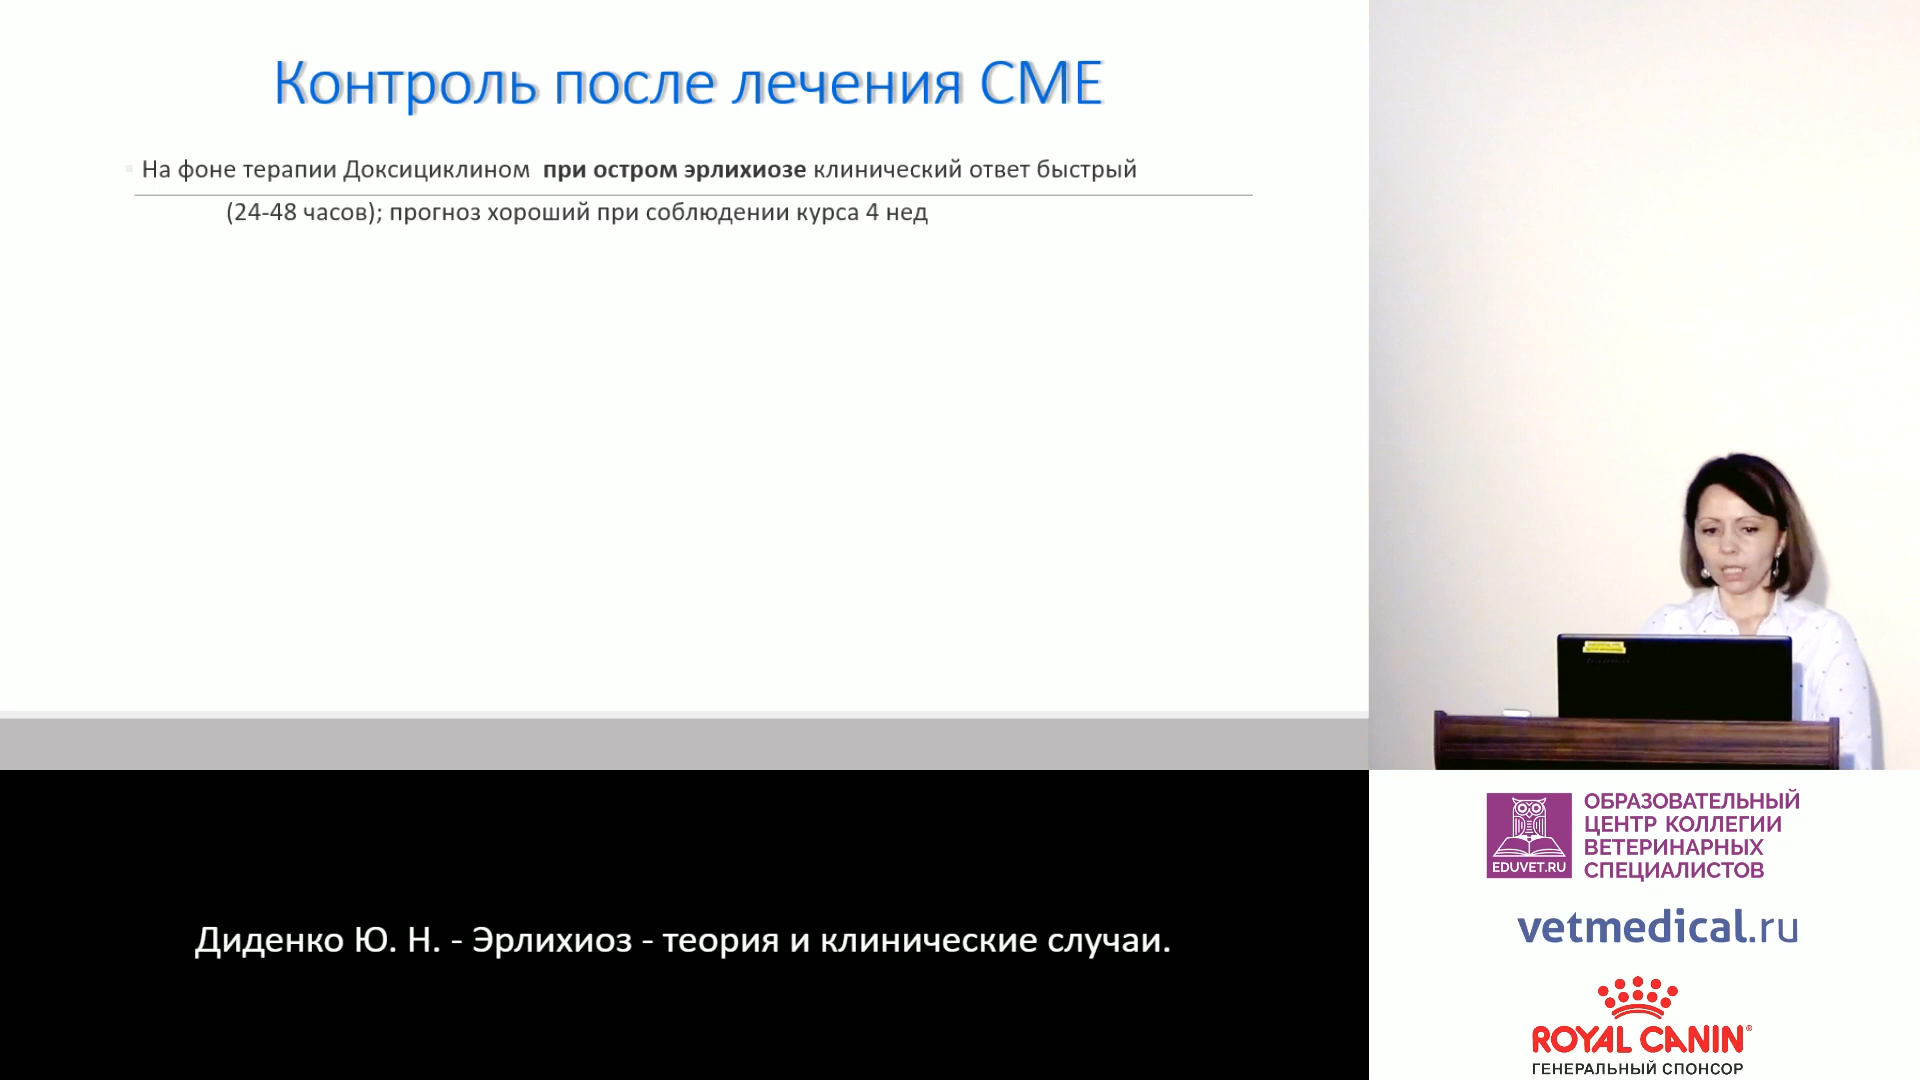 Контроль после лечения СМЕ
На фоне терапии Доксициклином при остром эрлихиозе клинический ответ быстрый
(24-48 часов); прогноз хороший при соблюдении курса 4 нед
Диденко Ю. Н. - Эрлихиоз - теория и клинические случаи.
ОБРАЗОВАТЕЛЬНЫЙ
ЦЕНТР КОЛЛЕГИИ
ВЕТЕРИНАРНЫХ
СПЕЦИАЛИСТОВ
EDUVET.RU
vetmedical.ru
ROYAL CANIN®
ГЕНЕРАЛЬНЫЙ СПОНСОР